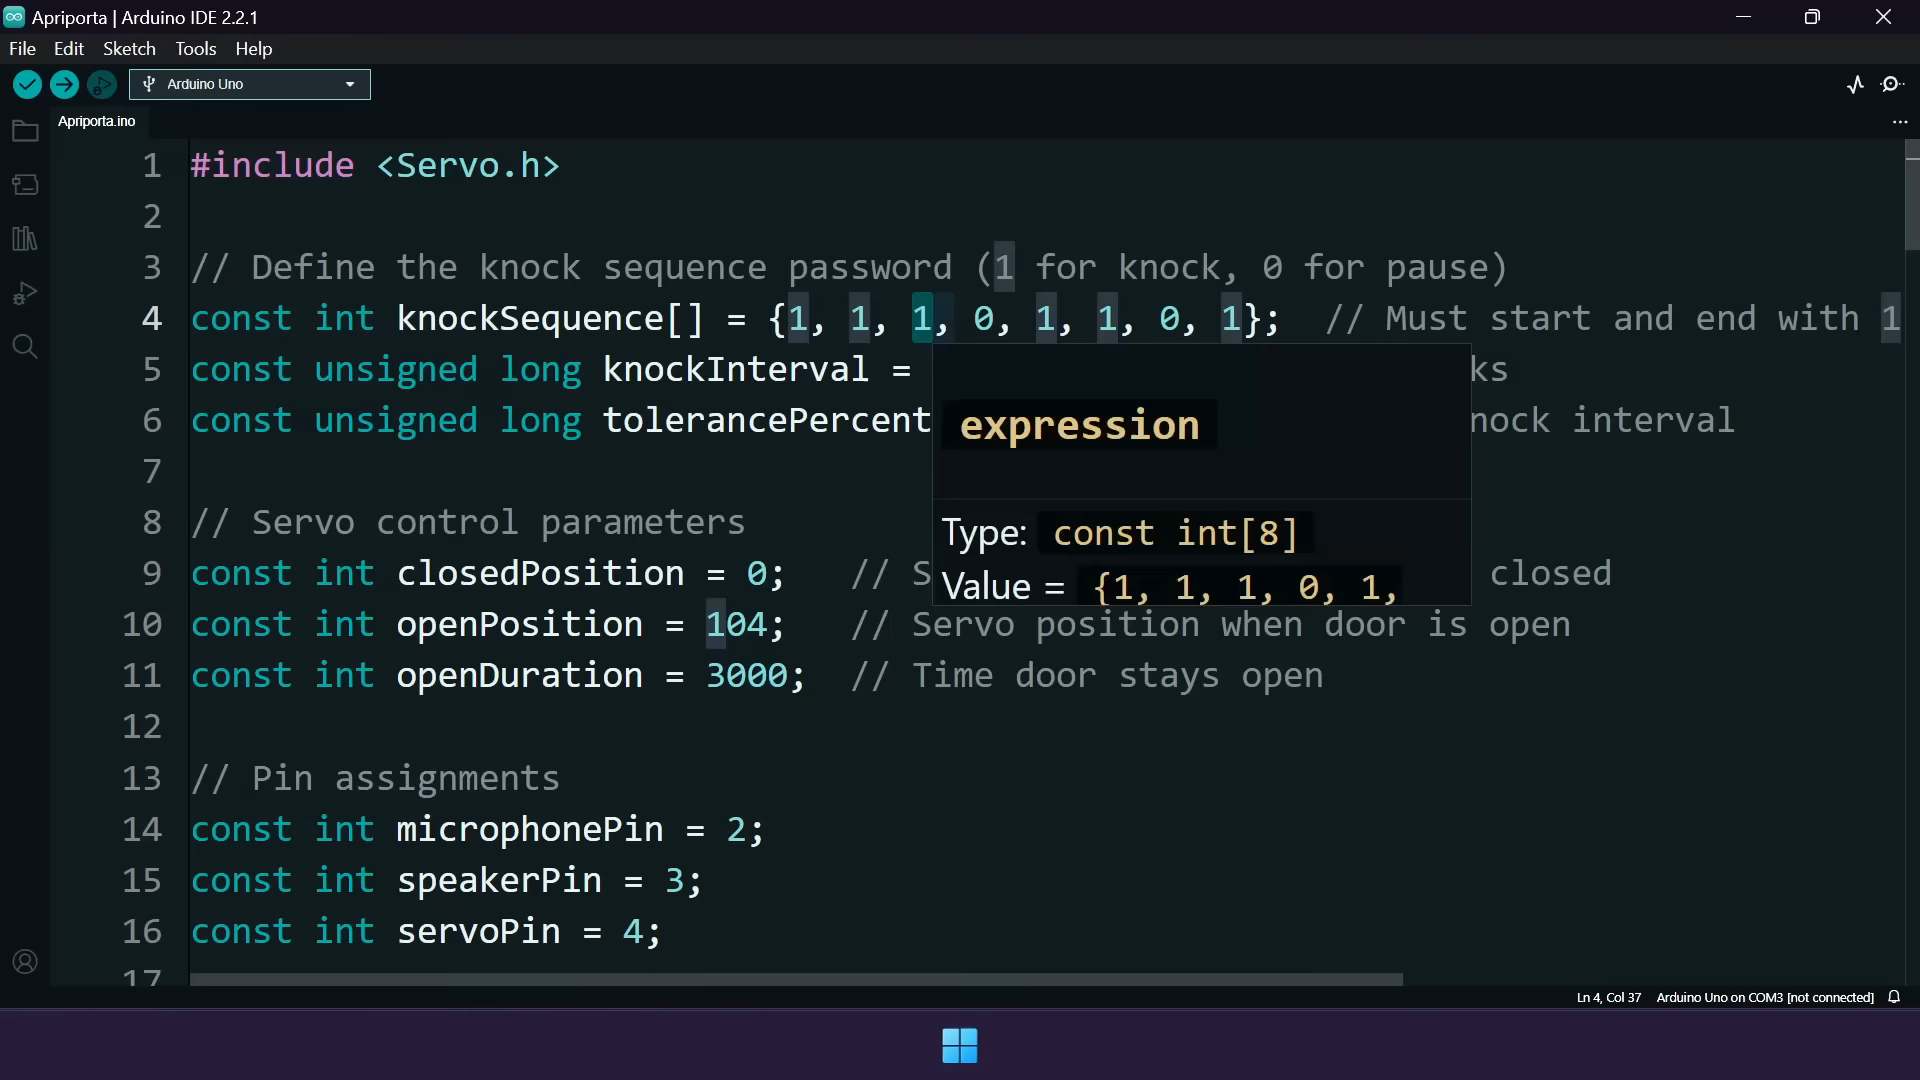 Apriporta | Arduino IDE 2.2.1
File Edit Sketch Tools Help
Arduino Uno
Apriporta.ino
1 #include <Servo.h>
2
3 // Define the knock sequence password (1 for knock, 0 for pause)
4 const int knockSequence[] = {1, 1, 1, 0, 1, 1, 0, 1};  // Must start and end with 1
5 const unsigned long knockInterval = ks
6 const unsigned long tolerancePercent nock interval
expression
7
8 // Servo control parameters
Type: const int[8]
9 const int closedPosition = 0;   // S closed
Value = {1, 1, 1, 0, 1,
10 const int openPosition = 104;   // Servo position when door is open
11 const int openDuration = 3000;  // Time door stays open
12
13 // Pin assignments
14 const int microphonePin = 2;
15 const int speakerPin = 3;
16 const int servoPin = 4;
17
Ln 4, Col 37 Arduino Uno on COM3 [not connected]